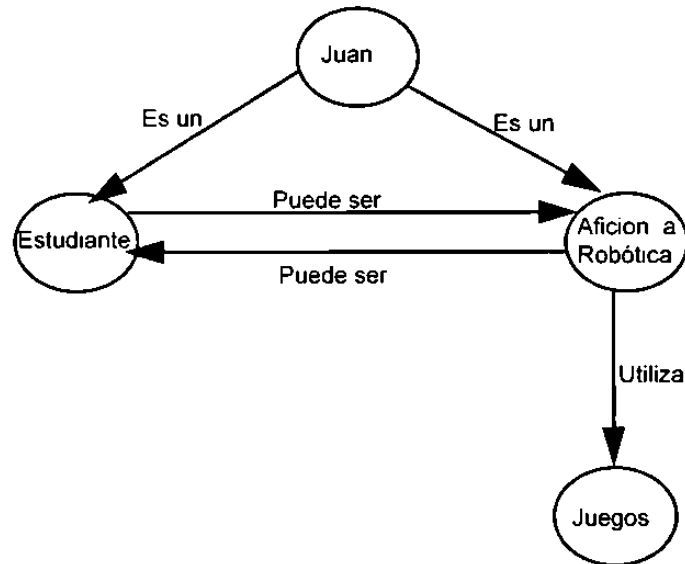 Juan
Es un
Es un
Puede ser
Estudiante
Aficion a
Robótica
Puede ser
Utiliza
Juegos